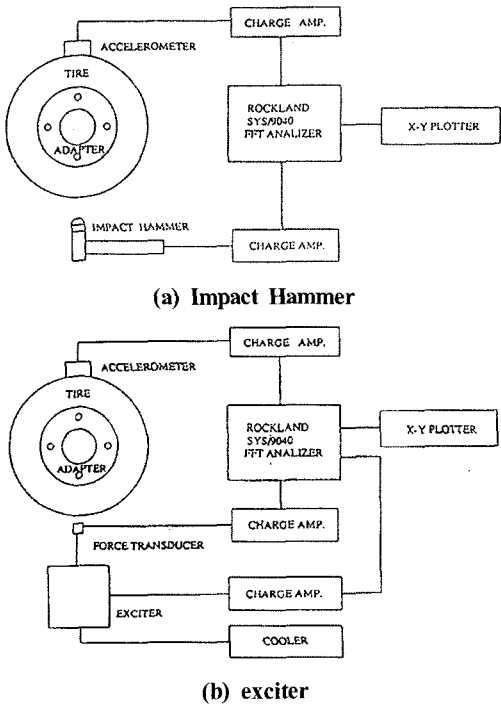 CHARGE AMP.
ACCELEROMETER
TIRE
ADAPTER
ROCKLAND
SYS/9040
FFT ANALIZER
X-Y PLOTTER
IMPACT HAMMER
CHARGE AMP.
(a) Impact Hammer
CHARGE AMP.
ACCELEROMETER
TIRE
ADAPTER
ROCKLAND
SYS/9040
FFT ANALIZER
X-Y PLOTTER
CHARGE AMP.
FORCE TRANSDUCER
CHARGE AMP.
EXCITER
COOLER
(b) exciter